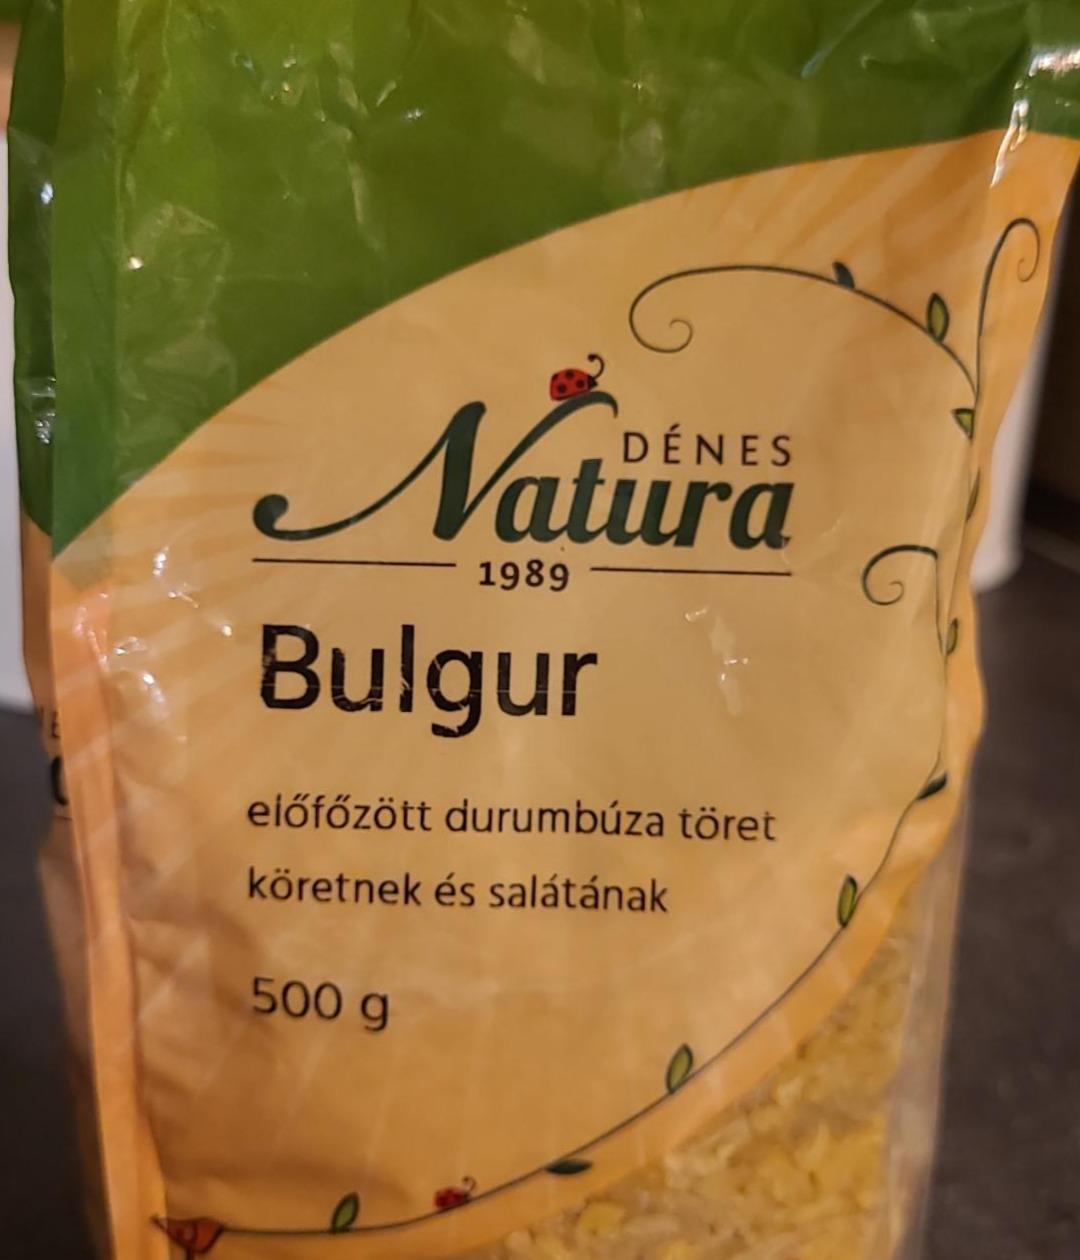 DÉNES
Natura
1989
Bulgur
előfőzött durumbúza töret
köretnek és salátának
500 g